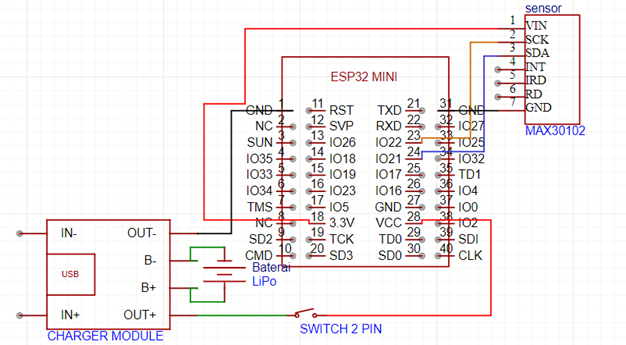 sensor
1 VIN
2 SCK
3 SDA
4 INT
5 IRD
6 RD
7 GND
MAX30102
ESP32 MINI
GND 1 11 RST TXD 21 31 GND
NC 2 12 SVP RXD 22 32 IO27
SUN 3 13 IO26 IO22 23 33 IO25
IO35 4 14 IO18 IO21 24 34 IO32
IO33 5 15 IO19 IO17 25 35 TD1
IO34 6 16 IO23 IO16 26 36 IO4
TMS 7 17 IO5 GND 27 37 IO0
NC 8 18 3.3V VCC 28 38 IO2
SD2 9 19 TCK TD0 29 39 SDI
CMD 10 20 SD3 SD0 30 40 CLK
IN- OUT-
B-
USB
B+
IN+ OUT+
CHARGER MODULE
Baterai
LiPo
SWITCH 2 PIN